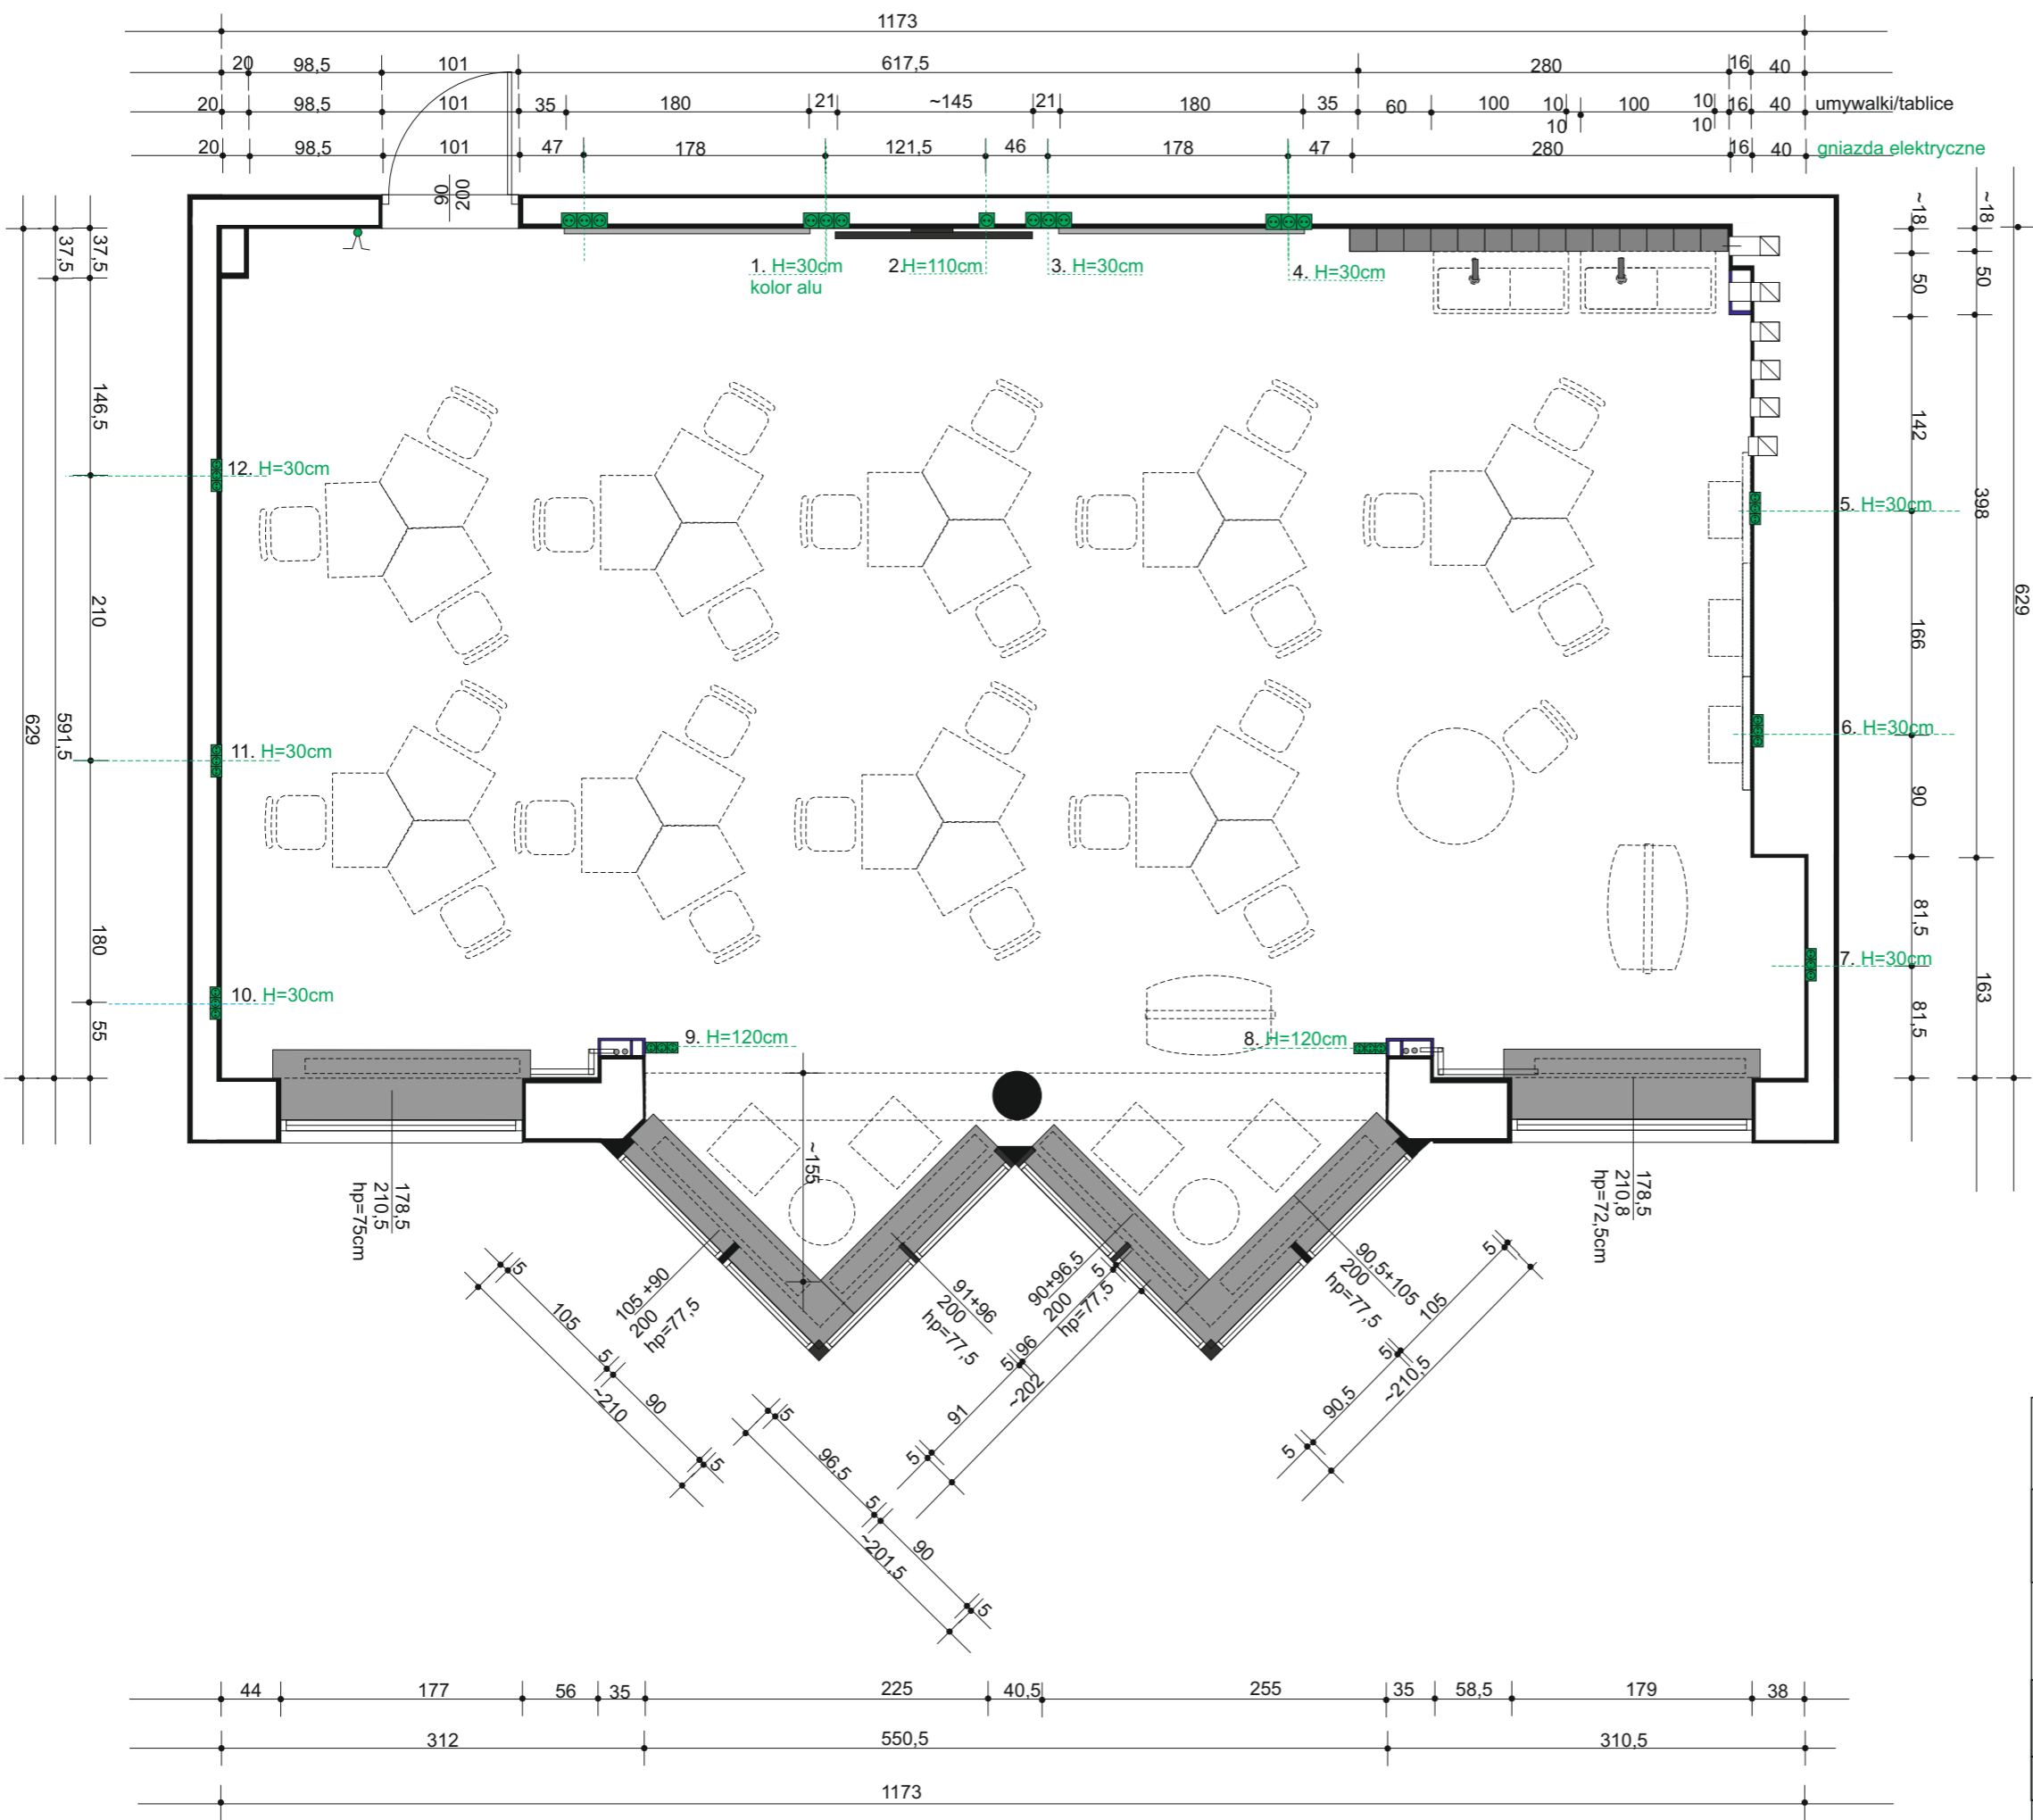 1173
20 98,5 101 617,5 280 16 40
20 98,5 101 35 180 21 ~145 21 180 35 60 100 10 100 10 16 40 umywalki/tablice
10 10
20 98,5 101 47 178 121,5 46 178 47 280 16 40 gniazda elektryczne
90
200
1. H=30cm
kolor alu
2.H=110cm
3. H=30cm
4. H=30cm
5. H=30cm
6. H=30cm
7. H=30cm
8. H=120cm
9. H=120cm
10. H=30cm
11. H=30cm
12. H=30cm
629
37,5
591,5
37,5
146,5
210
180
55
~18
50
142
166
90
81,5
81,5
~18
50
398
163
629
~155
178,5
210,5
hp=75cm
178,5
210,8
hp=72,5cm
105 +90
200
hp=77,5
91+96
200
hp=77,5
90+96,5
200
hp=77,5
90,5+105
200
hp=77,5
5
105
5
90
5
~210
5
96,5
5
90
5
~201,5
5
96
5
91
5
~202
5
105
5
90,5
5
~210,5
44 177 56 35 225 40,5 255 35 58,5 179 38
312 550,5 310,5
1173